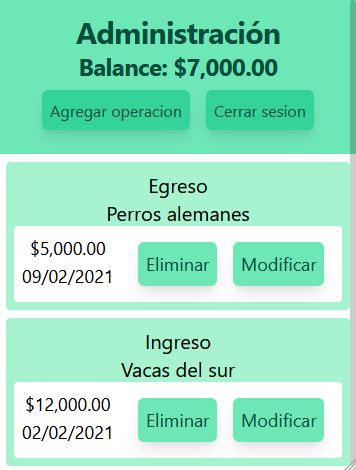 Administración
Balance: $7,000.00
Agregar operacion Cerrar sesion
Egreso
Perros alemanes
$5,000.00
09/02/2021
Eliminar Modificar
Ingreso
Vacas del sur
$12,000.00
02/02/2021
Eliminar Modificar